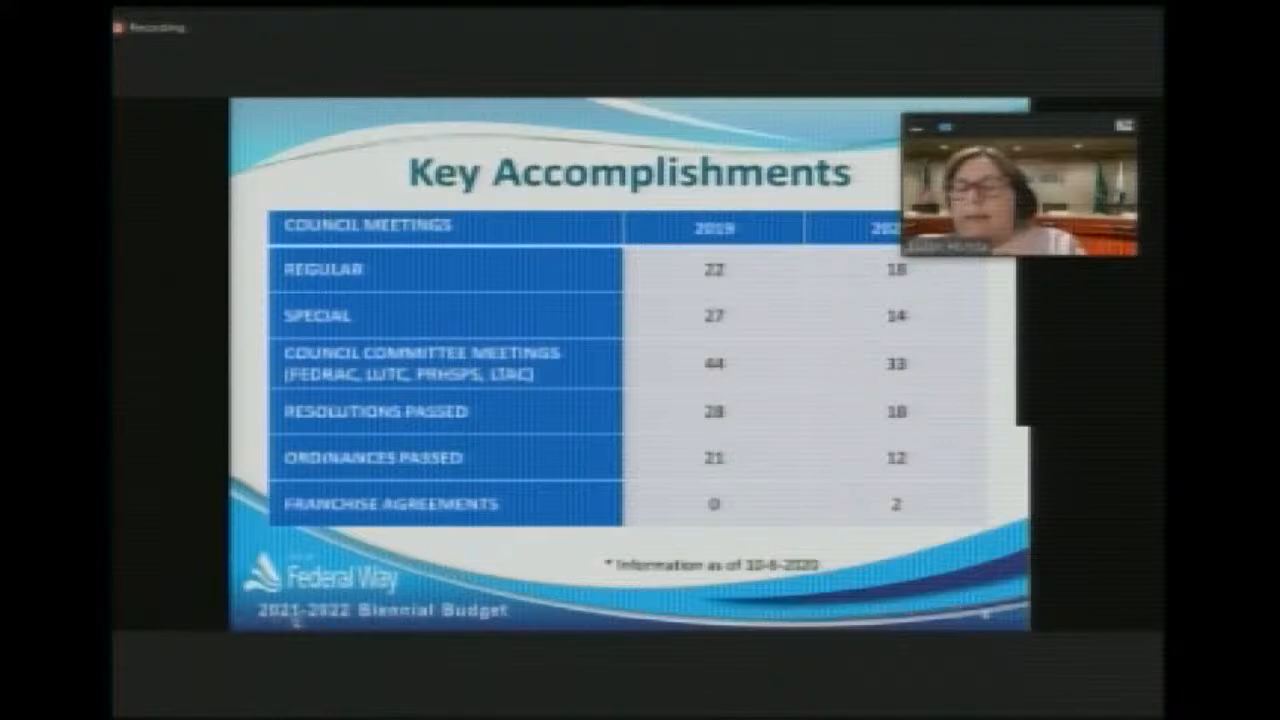 Recording
Key Accomplishments
COUNCIL MEETINGS 2019
REGULAR 22 18
SPECIAL 27 14
COUNCIL COMMITTEE MEETINGS
(FEDRAC, LUTC, PRHSPS, LTAC) 44 33
RESOLUTIONS PASSED 28 18
ORDINANCES PASSED 21 12
FRANCHISE AGREEMENTS 0 2
* Information as of 10-6-2020
Federal Way
2021-2022 Biennial Budget